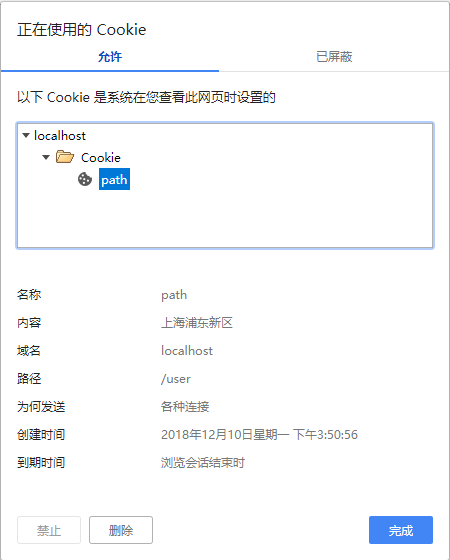 正在使用的 Cookie
允许 已屏蔽
以下 Cookie 是系统在您查看此网页时设置的
localhost
Cookie
path
名称 path
内容 上海浦东新区
域名 localhost
路径 /user
为何发送 各种连接
创建时间 2018年12月10日星期一 下午3:50:56
到期时间 浏览会话结束时
禁止 删除 完成